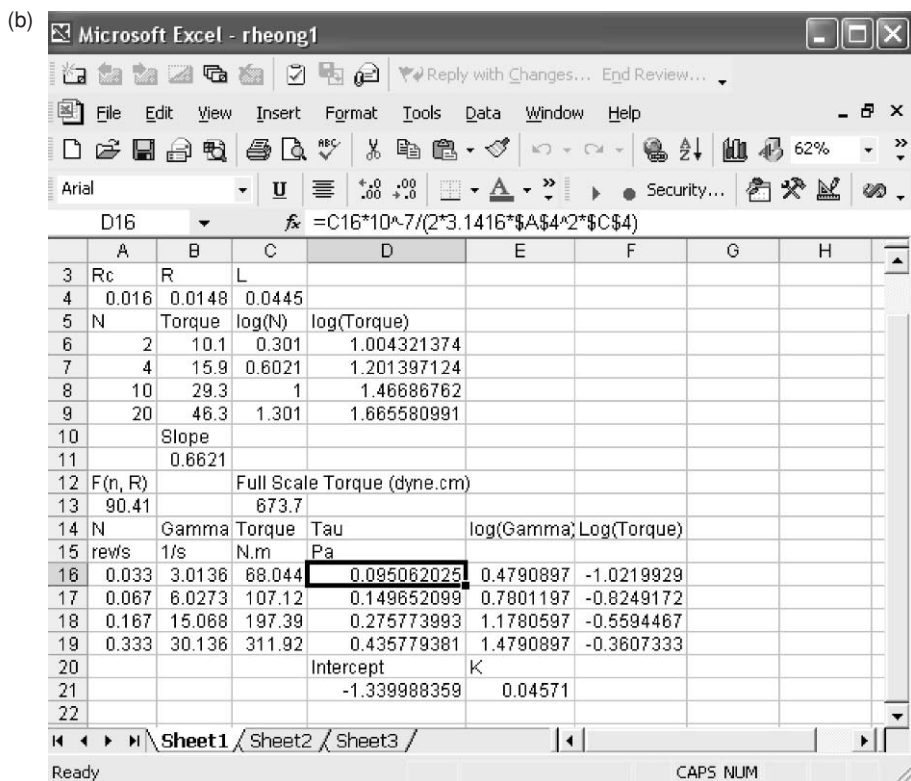 (b)
Microsoft Excel - rheong1
Reply with Changes... End Review...
File Edit View Insert Format Tools Data Window Help
ABC 62%
Arial U .00 .00 A Security...
D16 fx =C16*10^-7/(2*3.1416*$A$4^2*$C$4)
A B C D E F G H
3 Rc R L
4 0.016 0.0148 0.0445
5 N Torque log(N) log(Torque)
6 2 10.1 0.301 1.004321374
7 4 15.9 0.6021 1.201397124
8 10 29.3 1 1.46686762
9 20 46.3 1.301 1.665580991
10 Slope
11 0.6621
12 F(n, R) Full Scale Torque (dyne.cm)
13 90.41 673.7
14 N Gamma Torque Tau log(Gamma) Log(Torque)
15 rev/s 1/s N.m Pa
16 0.033 3.0136 68.044 0.095062025 0.4790897 -1.0219929
17 0.067 6.0273 107.12 0.149652099 0.7801197 -0.8249172
18 0.167 15.068 197.39 0.275773993 1.1780597 -0.5594467
19 0.333 30.136 311.92 0.435779381 1.4790897 -0.3607333
20 Intercept K
21 -1.339988359 0.04571
22
Sheet1 Sheet2 Sheet3
Ready CAPS NUM